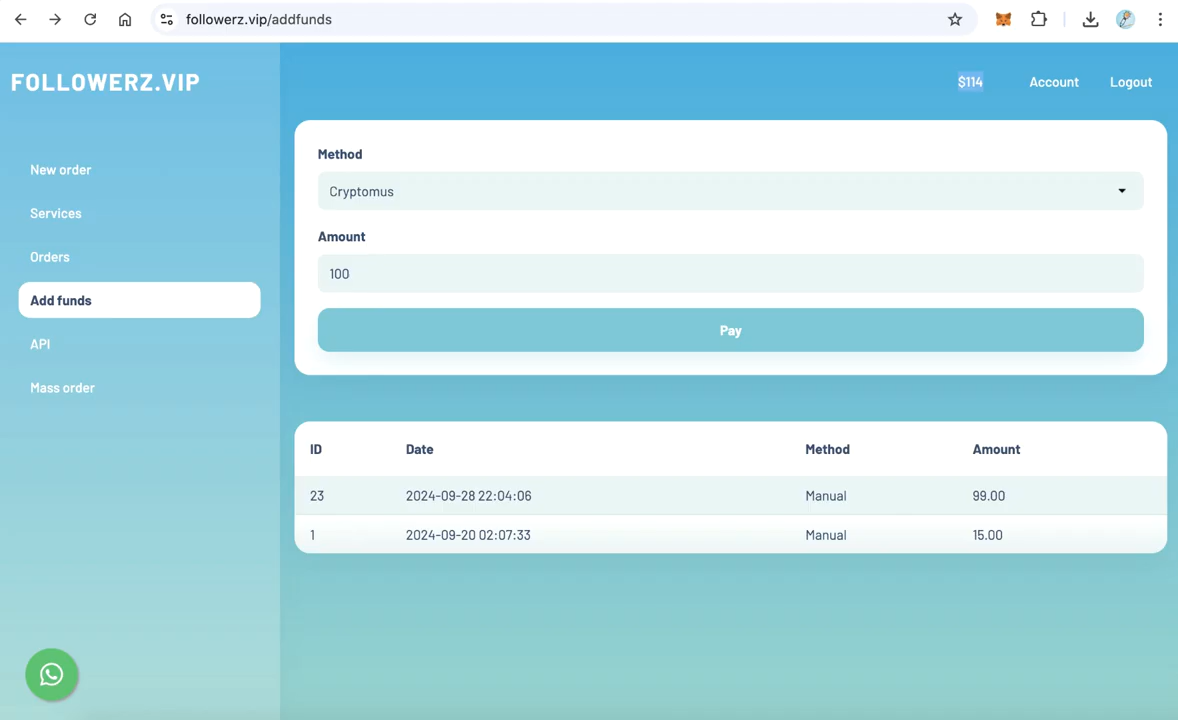 followerz.vip/addfunds
FOLLOWERZ.VIP
$114 Account Logout
New order
Services
Orders
Add funds
API
Mass order
Method
Cryptomus
Amount
100
Pay
ID Date Method Amount
23 2024-09-28 22:04:06 Manual 99.00
1 2024-09-20 02:07:33 Manual 15.00